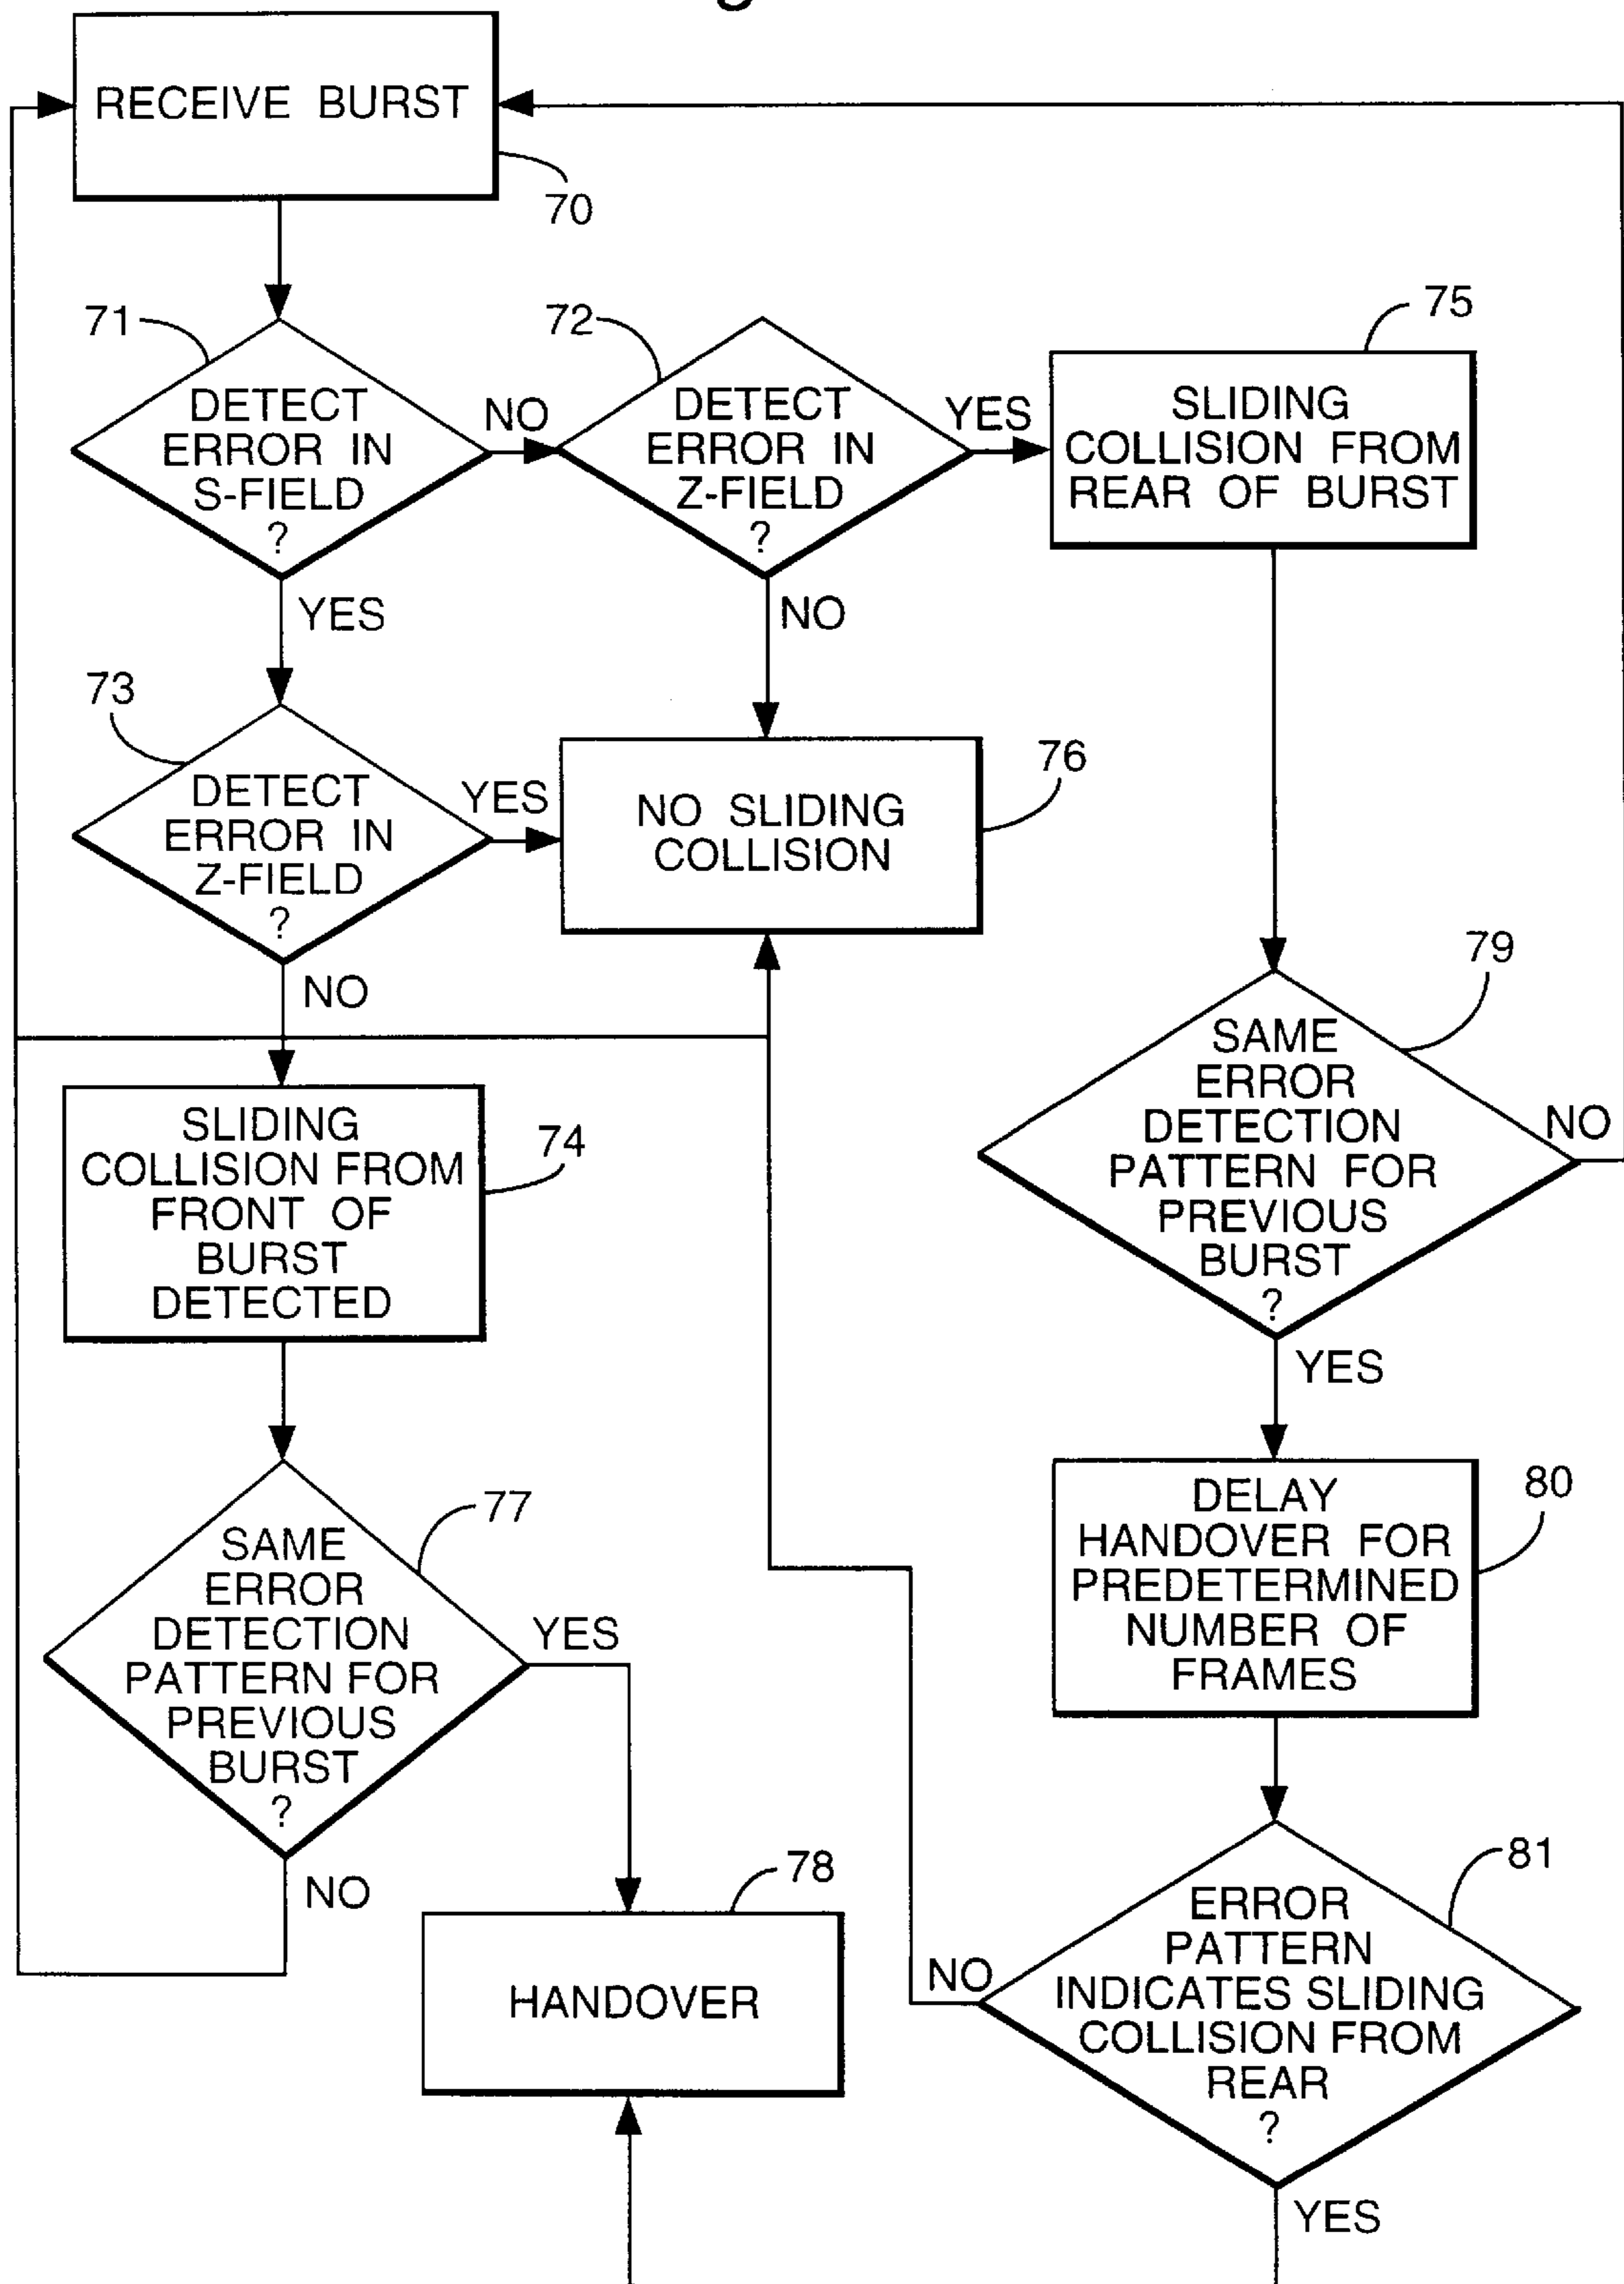 RECEIVE BURST
70
71
DETECT
ERROR IN
S-FIELD
?
NO
YES
72
DETECT
ERROR IN
Z-FIELD
?
YES
NO
75
SLIDING
COLLISION FROM
REAR OF BURST
73
DETECT
ERROR IN
Z-FIELD
?
YES
NO
76
NO SLIDING
COLLISION
74
SLIDING
COLLISION FROM
FRONT OF
BURST
DETECTED
79
SAME
ERROR
DETECTION
PATTERN FOR
PREVIOUS
BURST
?
NO
YES
77
SAME
ERROR
DETECTION
PATTERN FOR
PREVIOUS
BURST
?
YES
NO
80
DELAY
HANDOVER FOR
PREDETERMINED
NUMBER OF
FRAMES
78
HANDOVER
81
ERROR
PATTERN
INDICATES SLIDING
COLLISION FROM
REAR
?
NO
YES